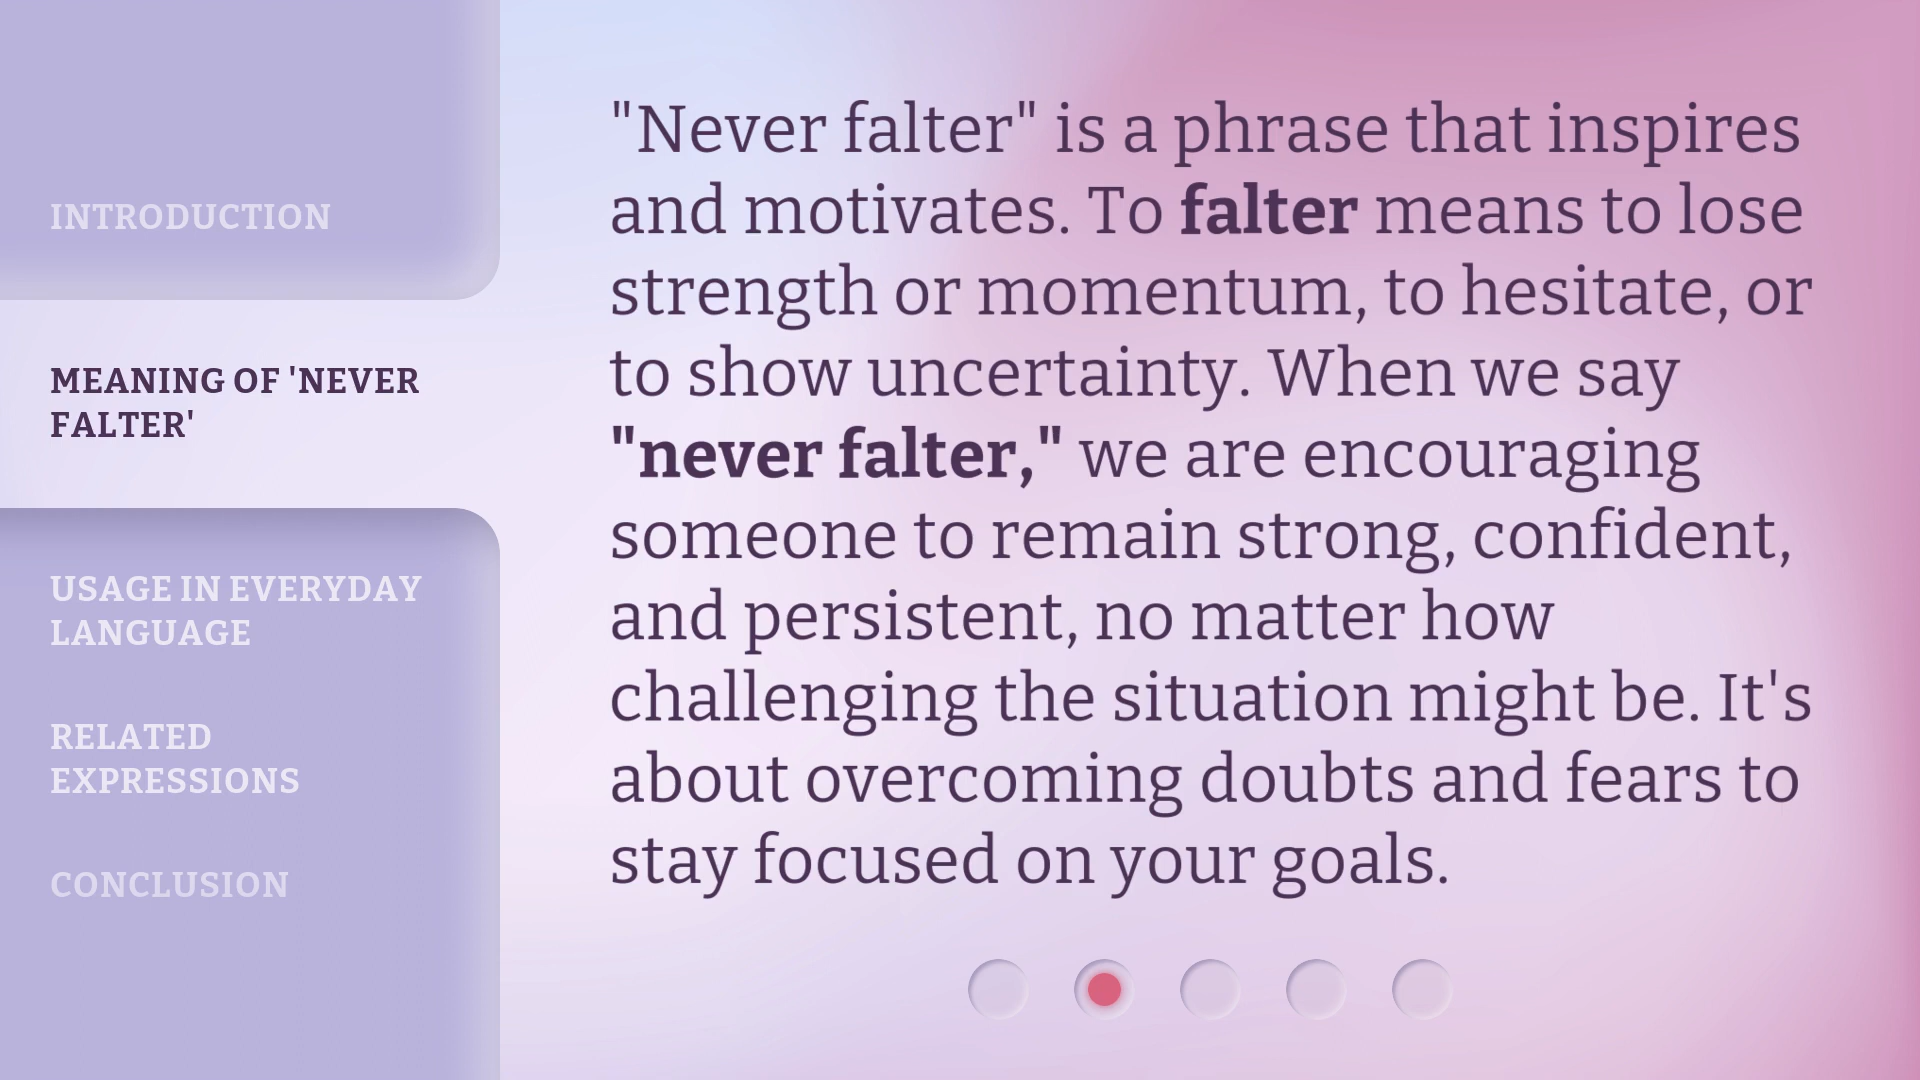 INTRODUCTION
MEANING OF 'NEVER
FALTER'
USAGE IN EVERYDAY
LANGUAGE
RELATED
EXPRESSIONS
CONCLUSION
"Never falter" is a phrase that inspires
and motivates. To falter means to lose
strength or momentum, to hesitate, or
to show uncertainty. When we say
"never falter," we are encouraging
someone to remain strong, confident,
and persistent, no matter how
challenging the situation might be. It's
about overcoming doubts and fears to
stay focused on your goals.